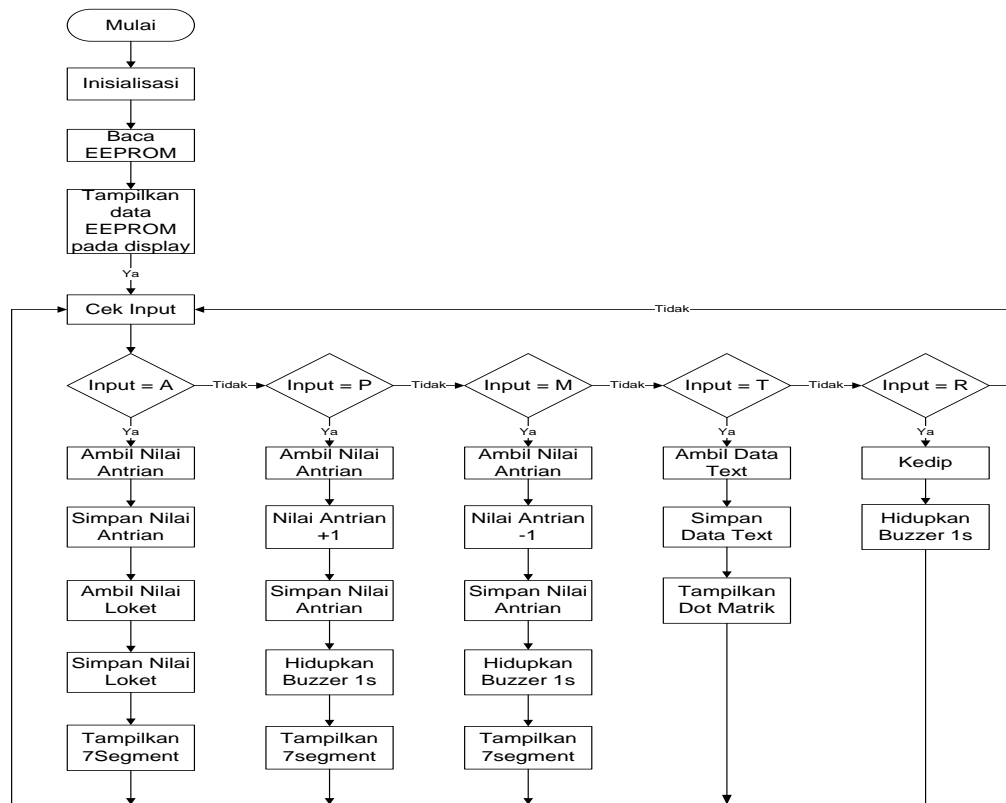 Mulai
Inisialisasi
Baca
EEPROM
Tampilkan
data
EEPROM
pada display
Ya
Cek Input
Tidak
Input = A
Tidak
Input = P
Tidak
Input = M
Tidak
Input = T
Tidak
Input = R
Ya
Ya
Ya
Ya
Ya
Ambil Nilai
Antrian
Simpan Nilai
Antrian
Ambil Nilai
Loket
Simpan Nilai
Loket
Tampilkan
7Segment
Ambil Nilai
Antrian
Nilai Antrian
+1
Simpan Nilai
Antrian
Hidupkan
Buzzer 1s
Tampilkan
7segment
Ambil Nilai
Antrian
Nilai Antrian
-1
Simpan Nilai
Antrian
Hidupkan
Buzzer 1s
Tampilkan
7segment
Ambil Data
Text
Simpan
Data Text
Tampilkan
Dot Matrik
Kedip
Hidupkan
Buzzer 1s